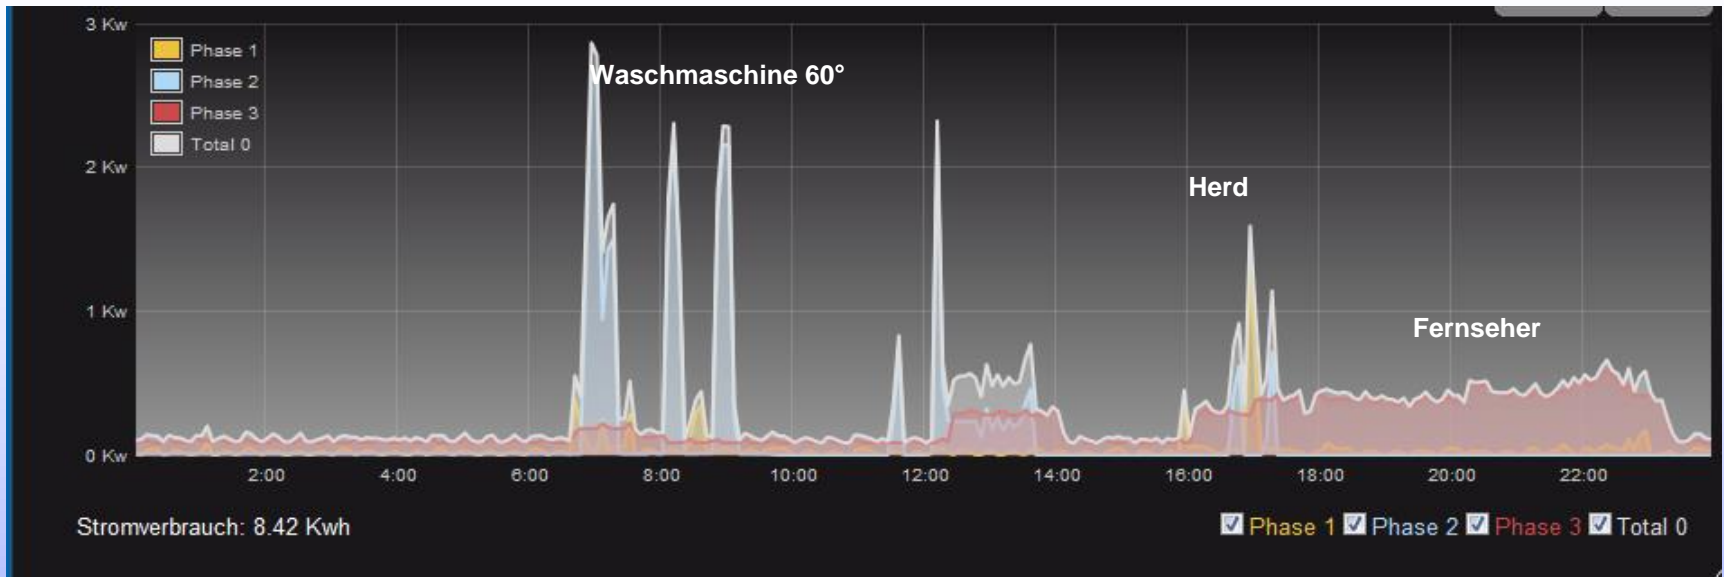 3 Kw
Phase 1
Phase 2
Phase 3
Total 0
Waschmaschine 60°
2 Kw
Herd
1 Kw
Fernseher
0 Kw
2:00 4:00 6:00 8:00 10:00 12:00 14:00 16:00 18:00 20:00 22:00
Stromverbrauch: 8.42 Kwh Phase 1 Phase 2 Phase 3 Total 0